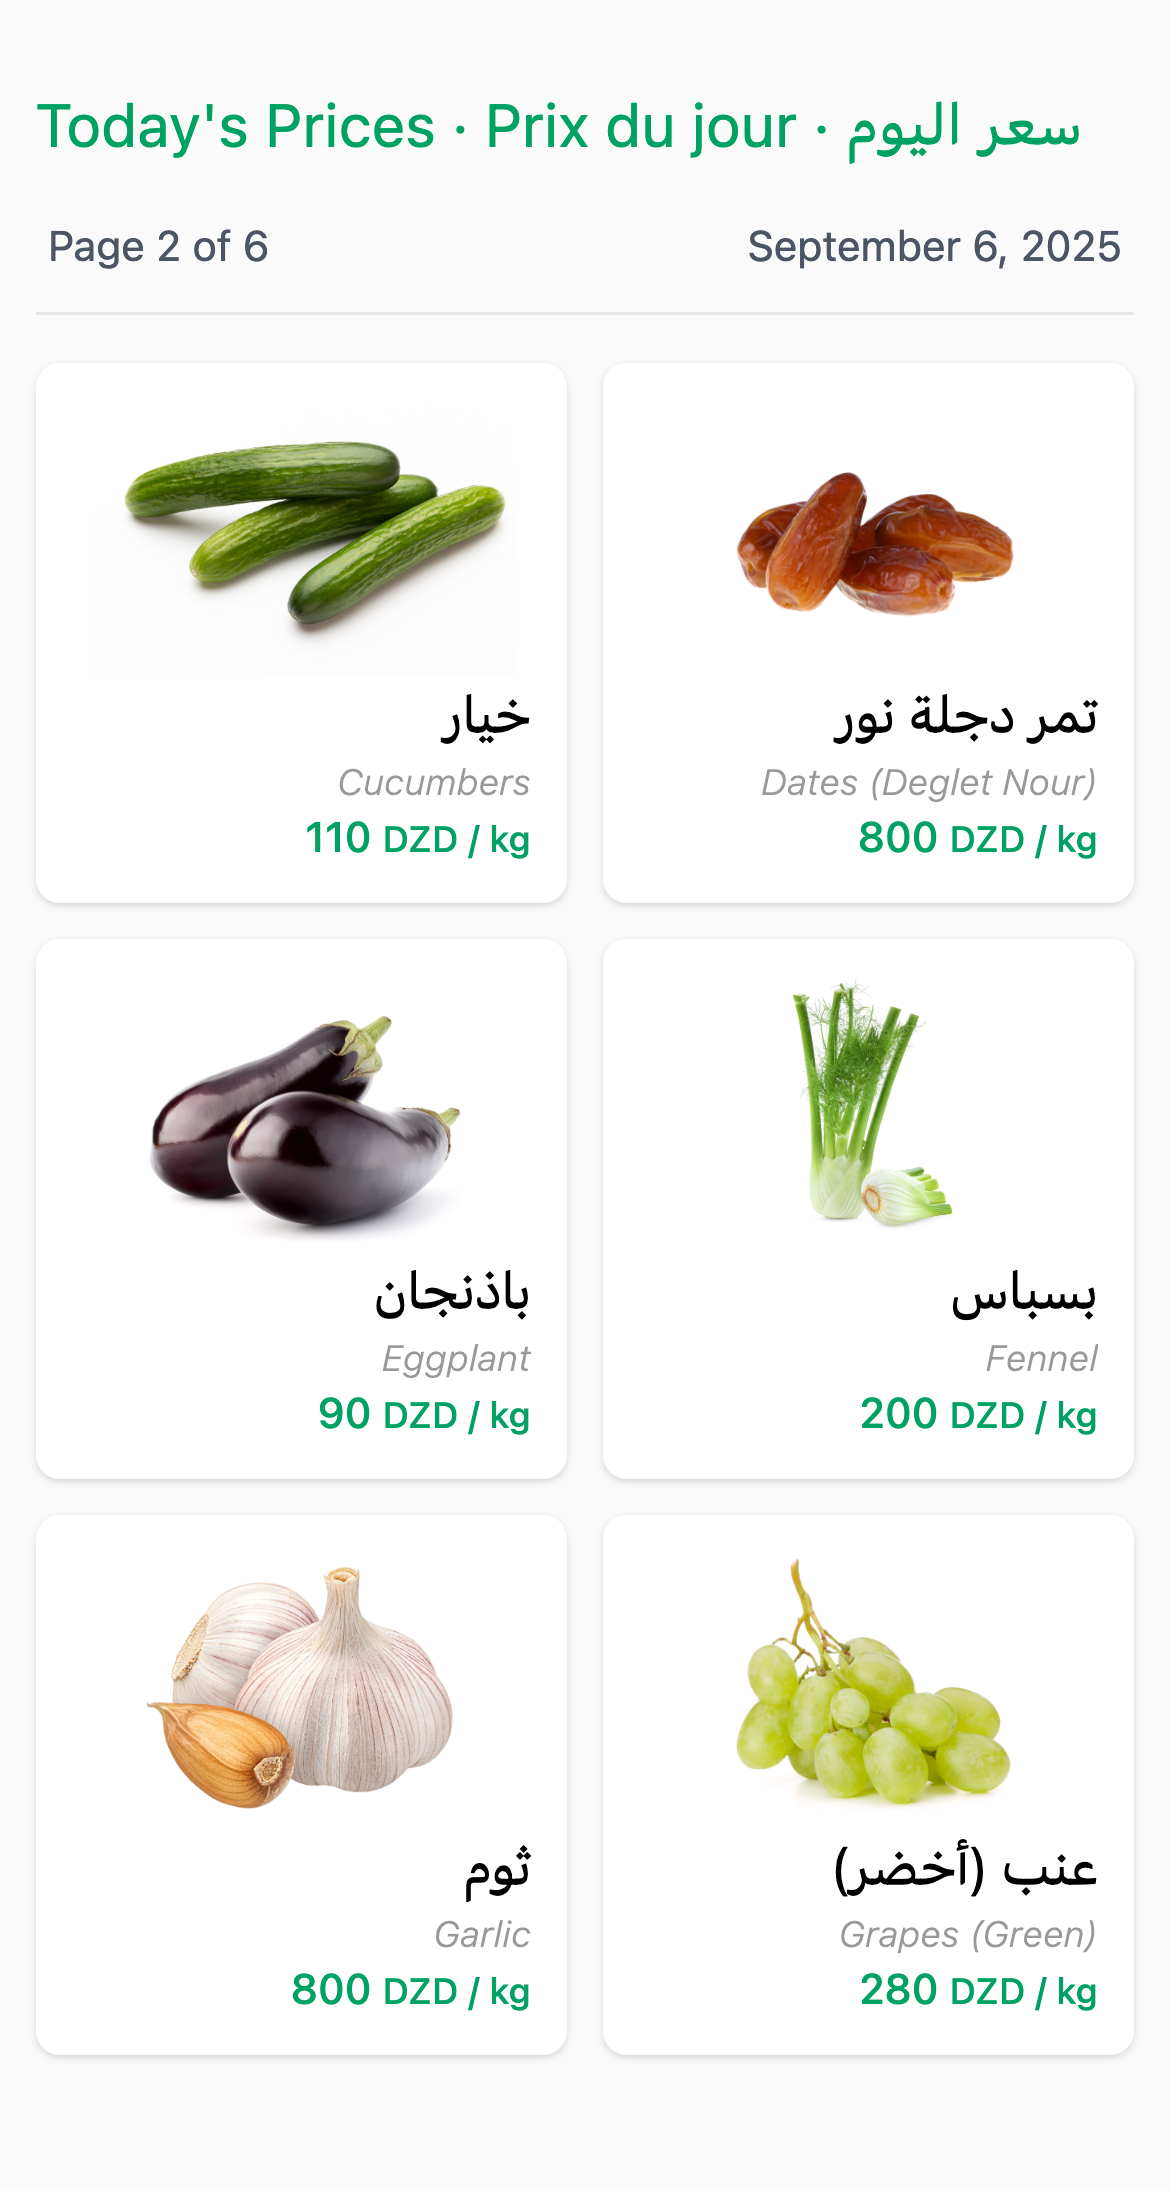 Today's Prices · Prix du jour · سعر اليوم
Page 2 of 6
September 6, 2025
خيار
Cucumbers
110 DZD / kg
تمر دجلة نور
Dates (Deglet Nour)
800 DZD / kg
باذنجان
Eggplant
90 DZD / kg
بسباس
Fennel
200 DZD / kg
ثوم
Garlic
800 DZD / kg
عنب (أخضر)
Grapes (Green)
280 DZD / kg